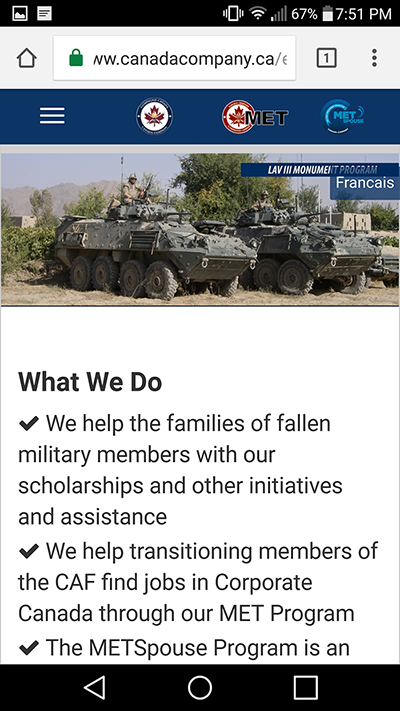 67% 7:51 PM
ww.canadacompany.ca/e
1
MET
MET
SPOUSE
LAV III MONUMENT PROGRAM
Francais
What We Do
✔ We help the families of fallen
military members with our
scholarships and other initiatives
and assistance
✔ We help transitioning members of
the CAF find jobs in Corporate
Canada through our MET Program
✔ The METSpouse Program is an